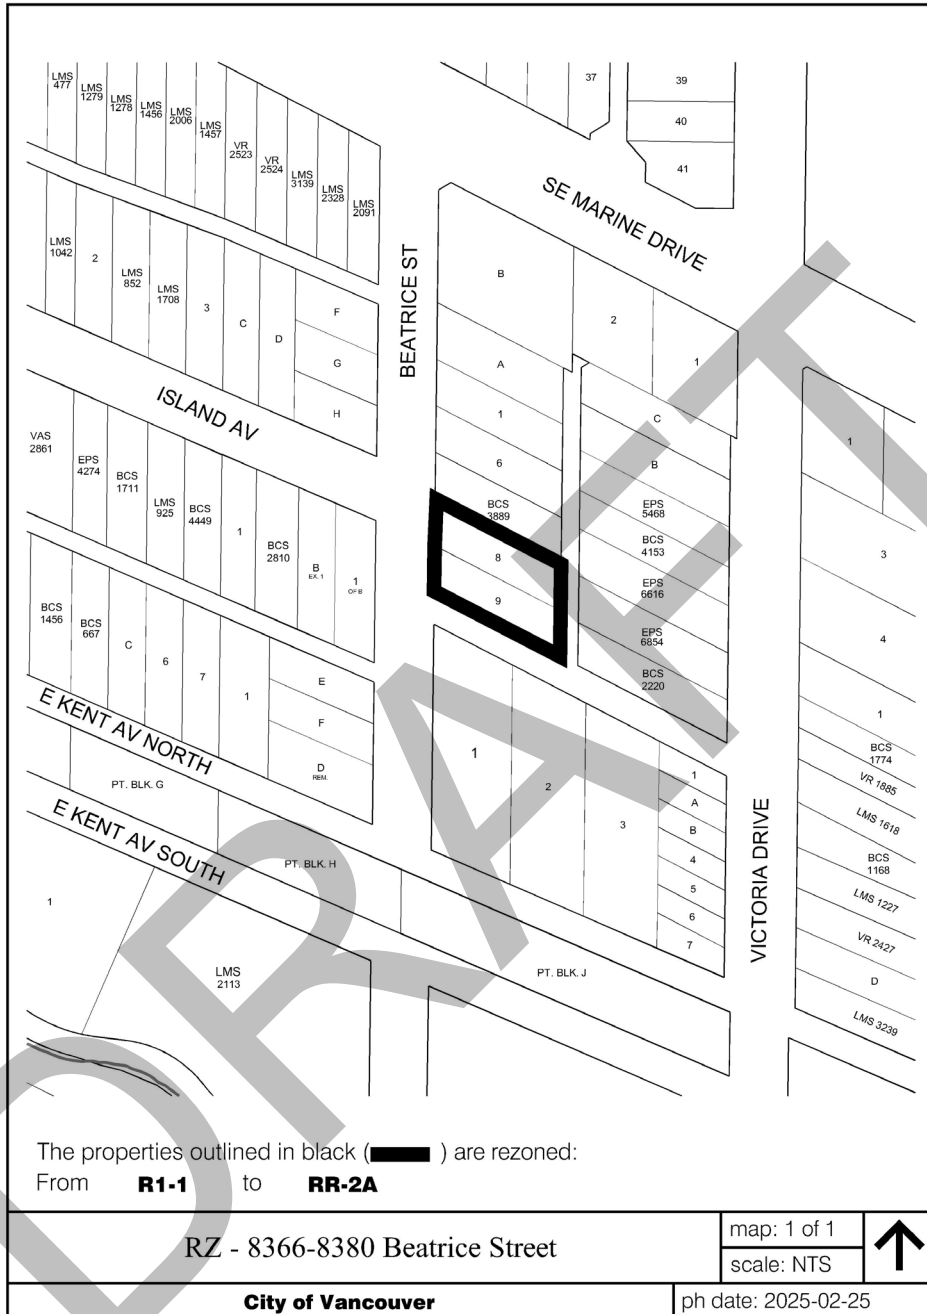 LMS
477
LMS
1279
LMS
1278
LMS
1456
LMS
2006
LMS
1457
VR
2523
VR
2524
LMS
3139
LMS
2328
LMS
2091
37
39
40
41
SE MARINE DRIVE
BEATRICE ST
LMS
1042
2
LMS
852
LMS
1708
3
C
D
F
G
H
ISLAND AV
B
A
1
6
BCS
3889
8
9
2
1
C
B
EPS
5468
BCS
4153
EPS
6616
EPS
6854
BCS
2220
1
3
4
1
BCS
1774
VR 1885
LMS 1618
BCS
1168
LMS 1227
VR 2427
D
LMS 3239
VAS
2861
EPS
4274
BCS
1711
LMS
925
BCS
4449
1
BCS
2810
B
EX. 1
1
OF B
BCS
1456
BCS
667
C
6
7
1
E
F
D
REM.
E KENT AV NORTH
PT. BLK. G
E KENT AV SOUTH
PT. BLK. H
1
LMS
2113
PT. BLK. J
1
2
3
1
A
B
4
5
6
7
VICTORIA DRIVE
DRAFT
The properties outlined in black ( ) are rezoned:
From R1-1 to RR-2A
RZ - 8366-8380 Beatrice Street
map: 1 of 1
scale: NTS
City of Vancouver
ph date: 2025-02-25